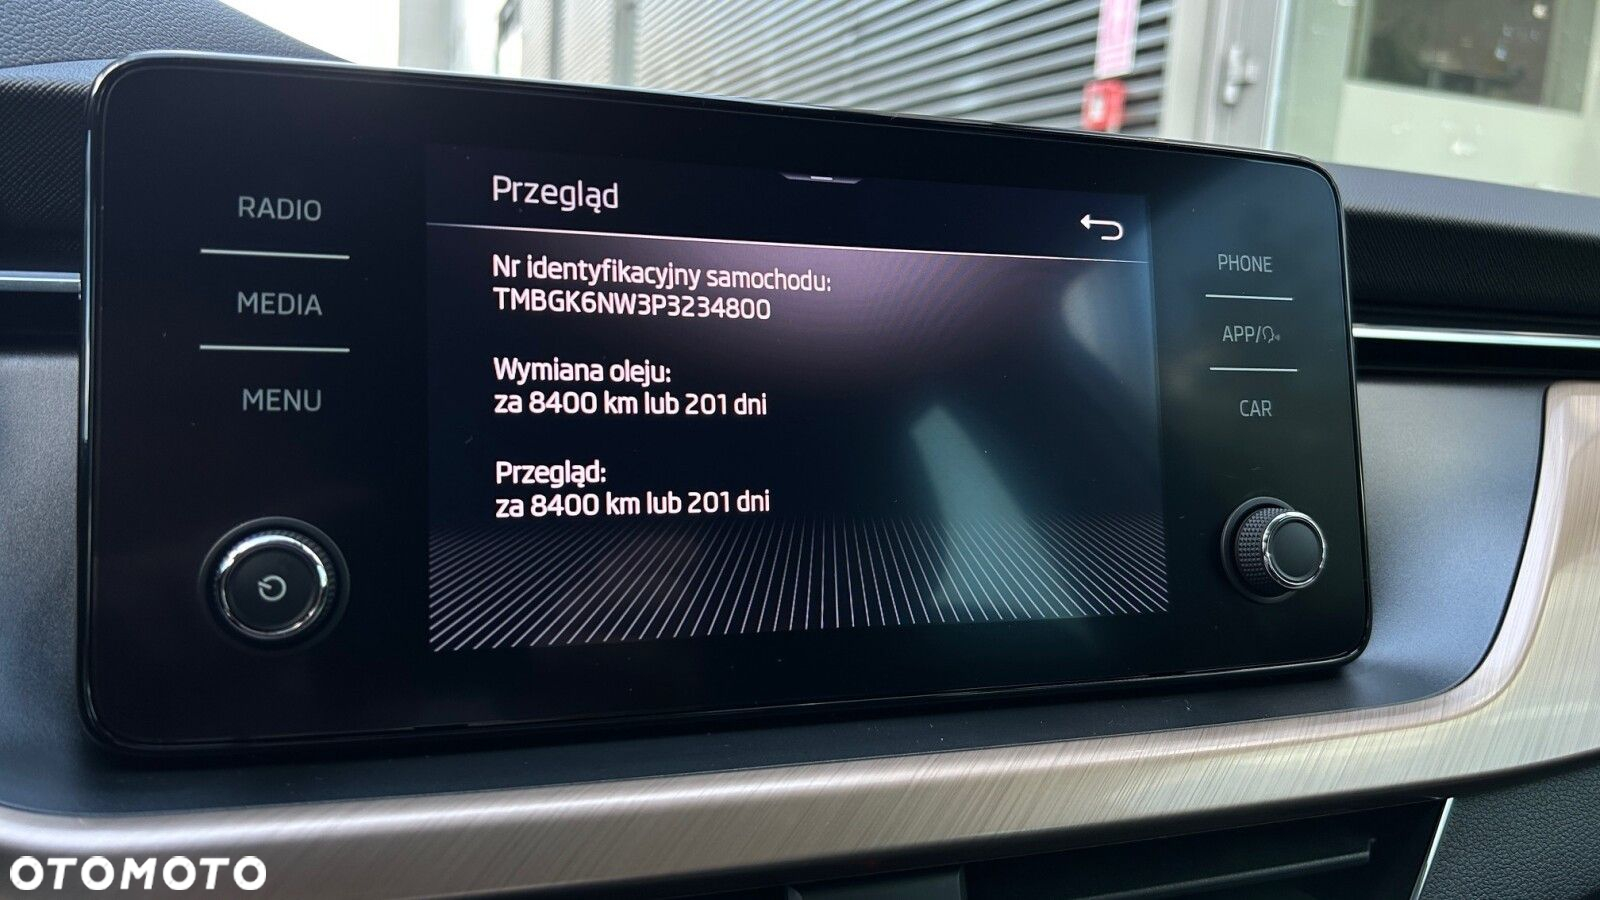 RADIO
MEDIA
MENU
Przegląd
Nr identyfikacyjny samochodu:
TMBGK6NW3P3234800
Wymiana oleju:
za 8400 km lub 201 dni
Przegląd:
za 8400 km lub 201 dni
PHONE
APP/
CAR
OTOMOTO